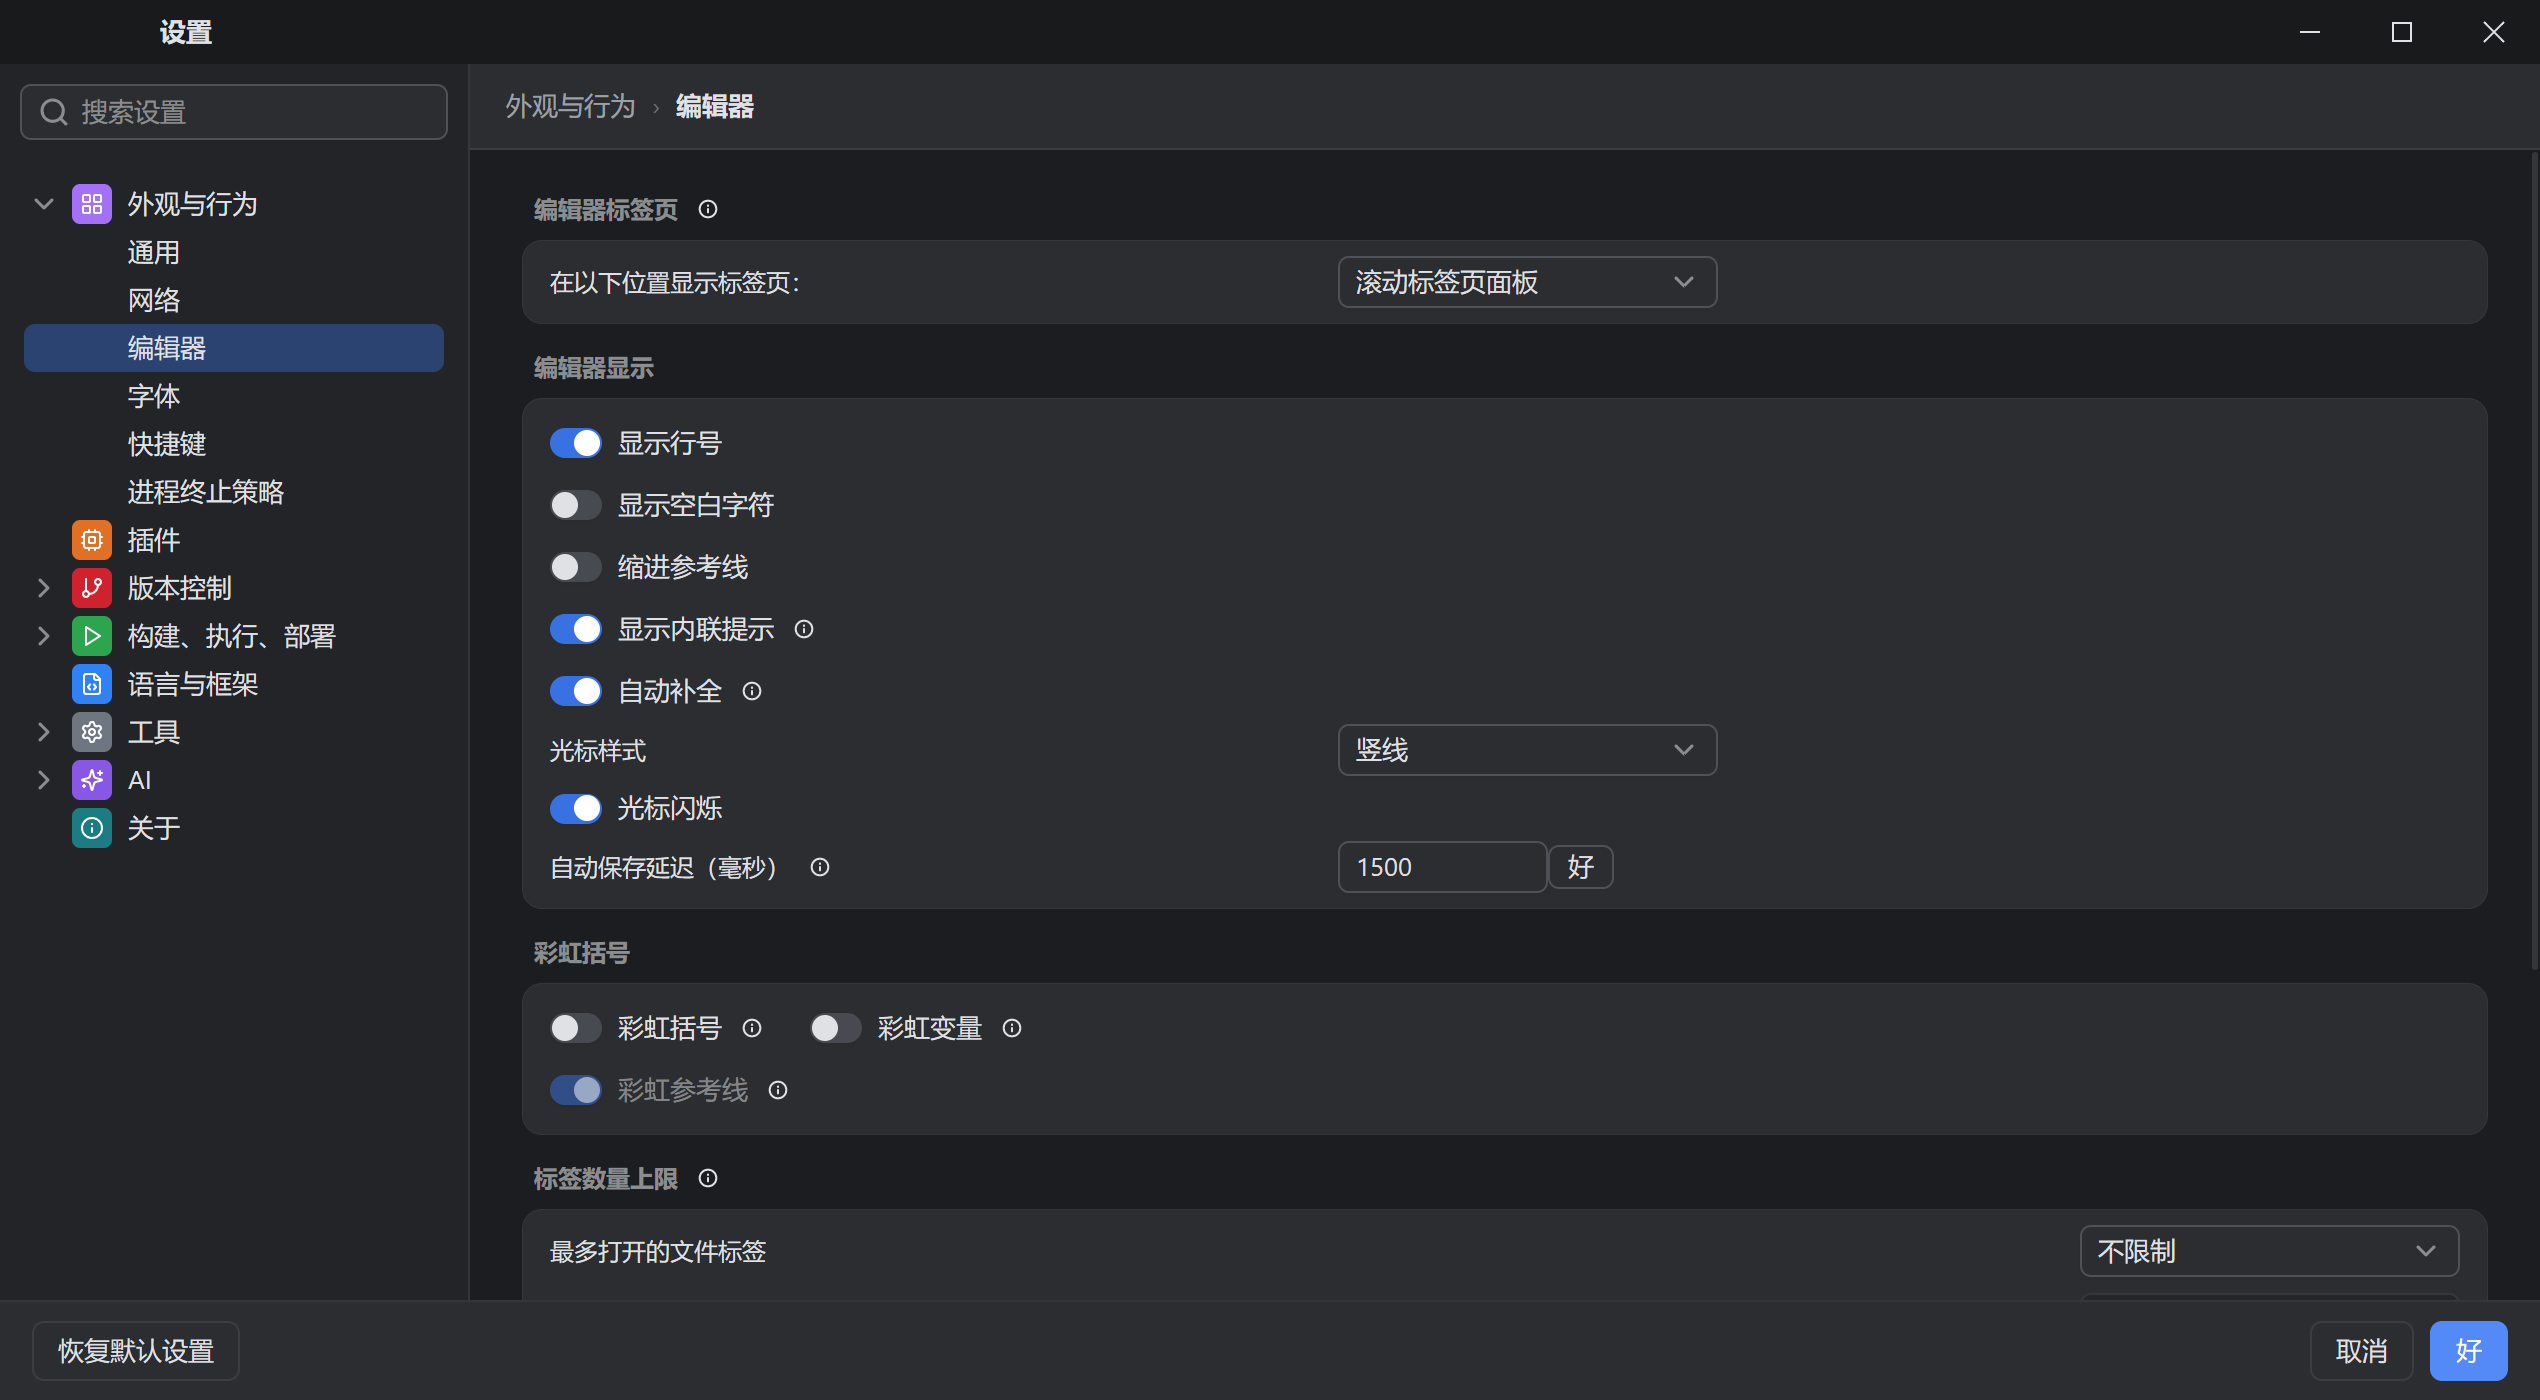 设置
搜索设置
外观与行为
通用
网络
编辑器
字体
快捷键
进程终止策略
插件
版本控制
构建、执行、部署
语言与框架
工具
AI
关于
外观与行为 › 编辑器
编辑器标签页
在以下位置显示标签页： 滚动标签页面板
编辑器显示
显示行号
显示空白字符
缩进参考线
显示内联提示
自动补全
光标样式 竖线
光标闪烁
自动保存延迟（毫秒） 1500 好
彩虹括号
彩虹括号 彩虹变量
彩虹参考线
标签数量上限
最多打开的文件标签 不限制
恢复默认设置 取消 好